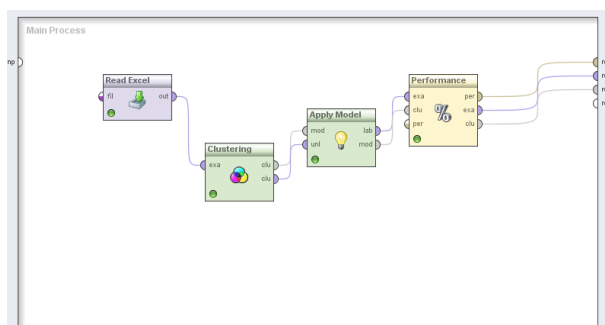 Main Process
np
Read Excel
fil out
Clustering
exa clu
clu
Apply Model
mod lab
unl mod
Performance
%
exa per
clu exa
per clu